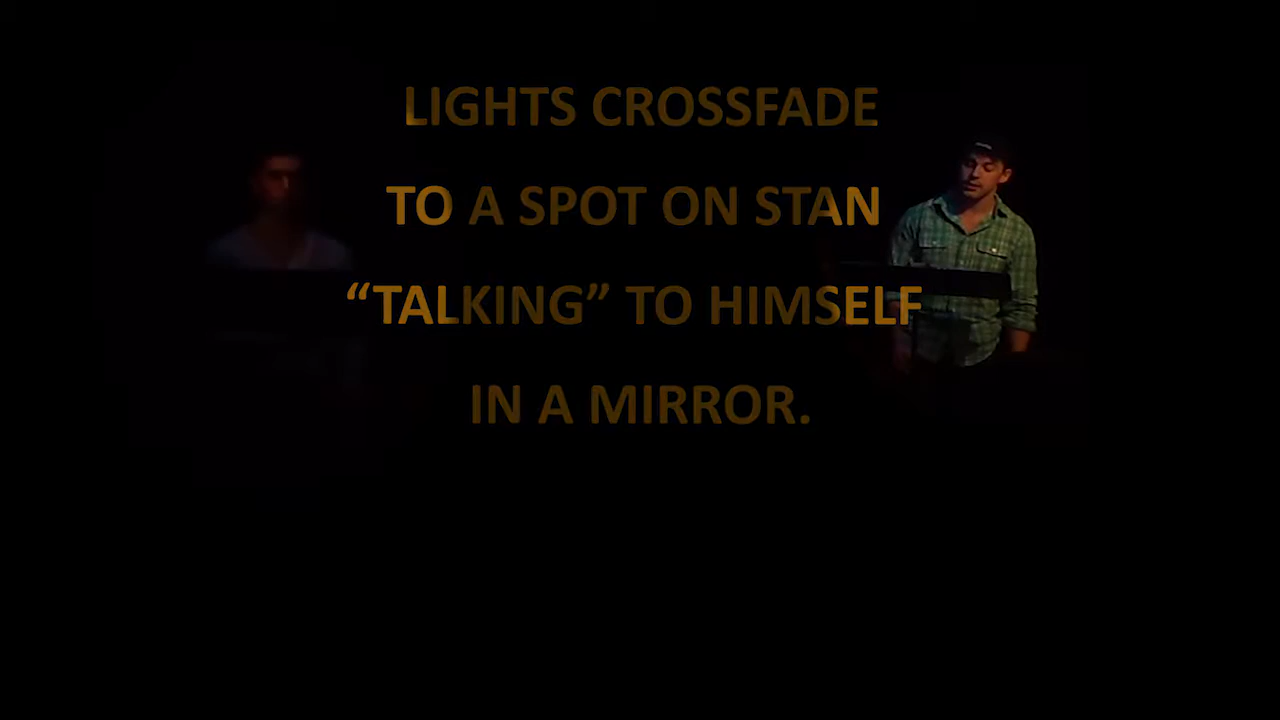 LIGHTS CROSSFADE
TO A SPOT ON STAN
“TALKING” TO HIMSELF
IN A MIRROR.